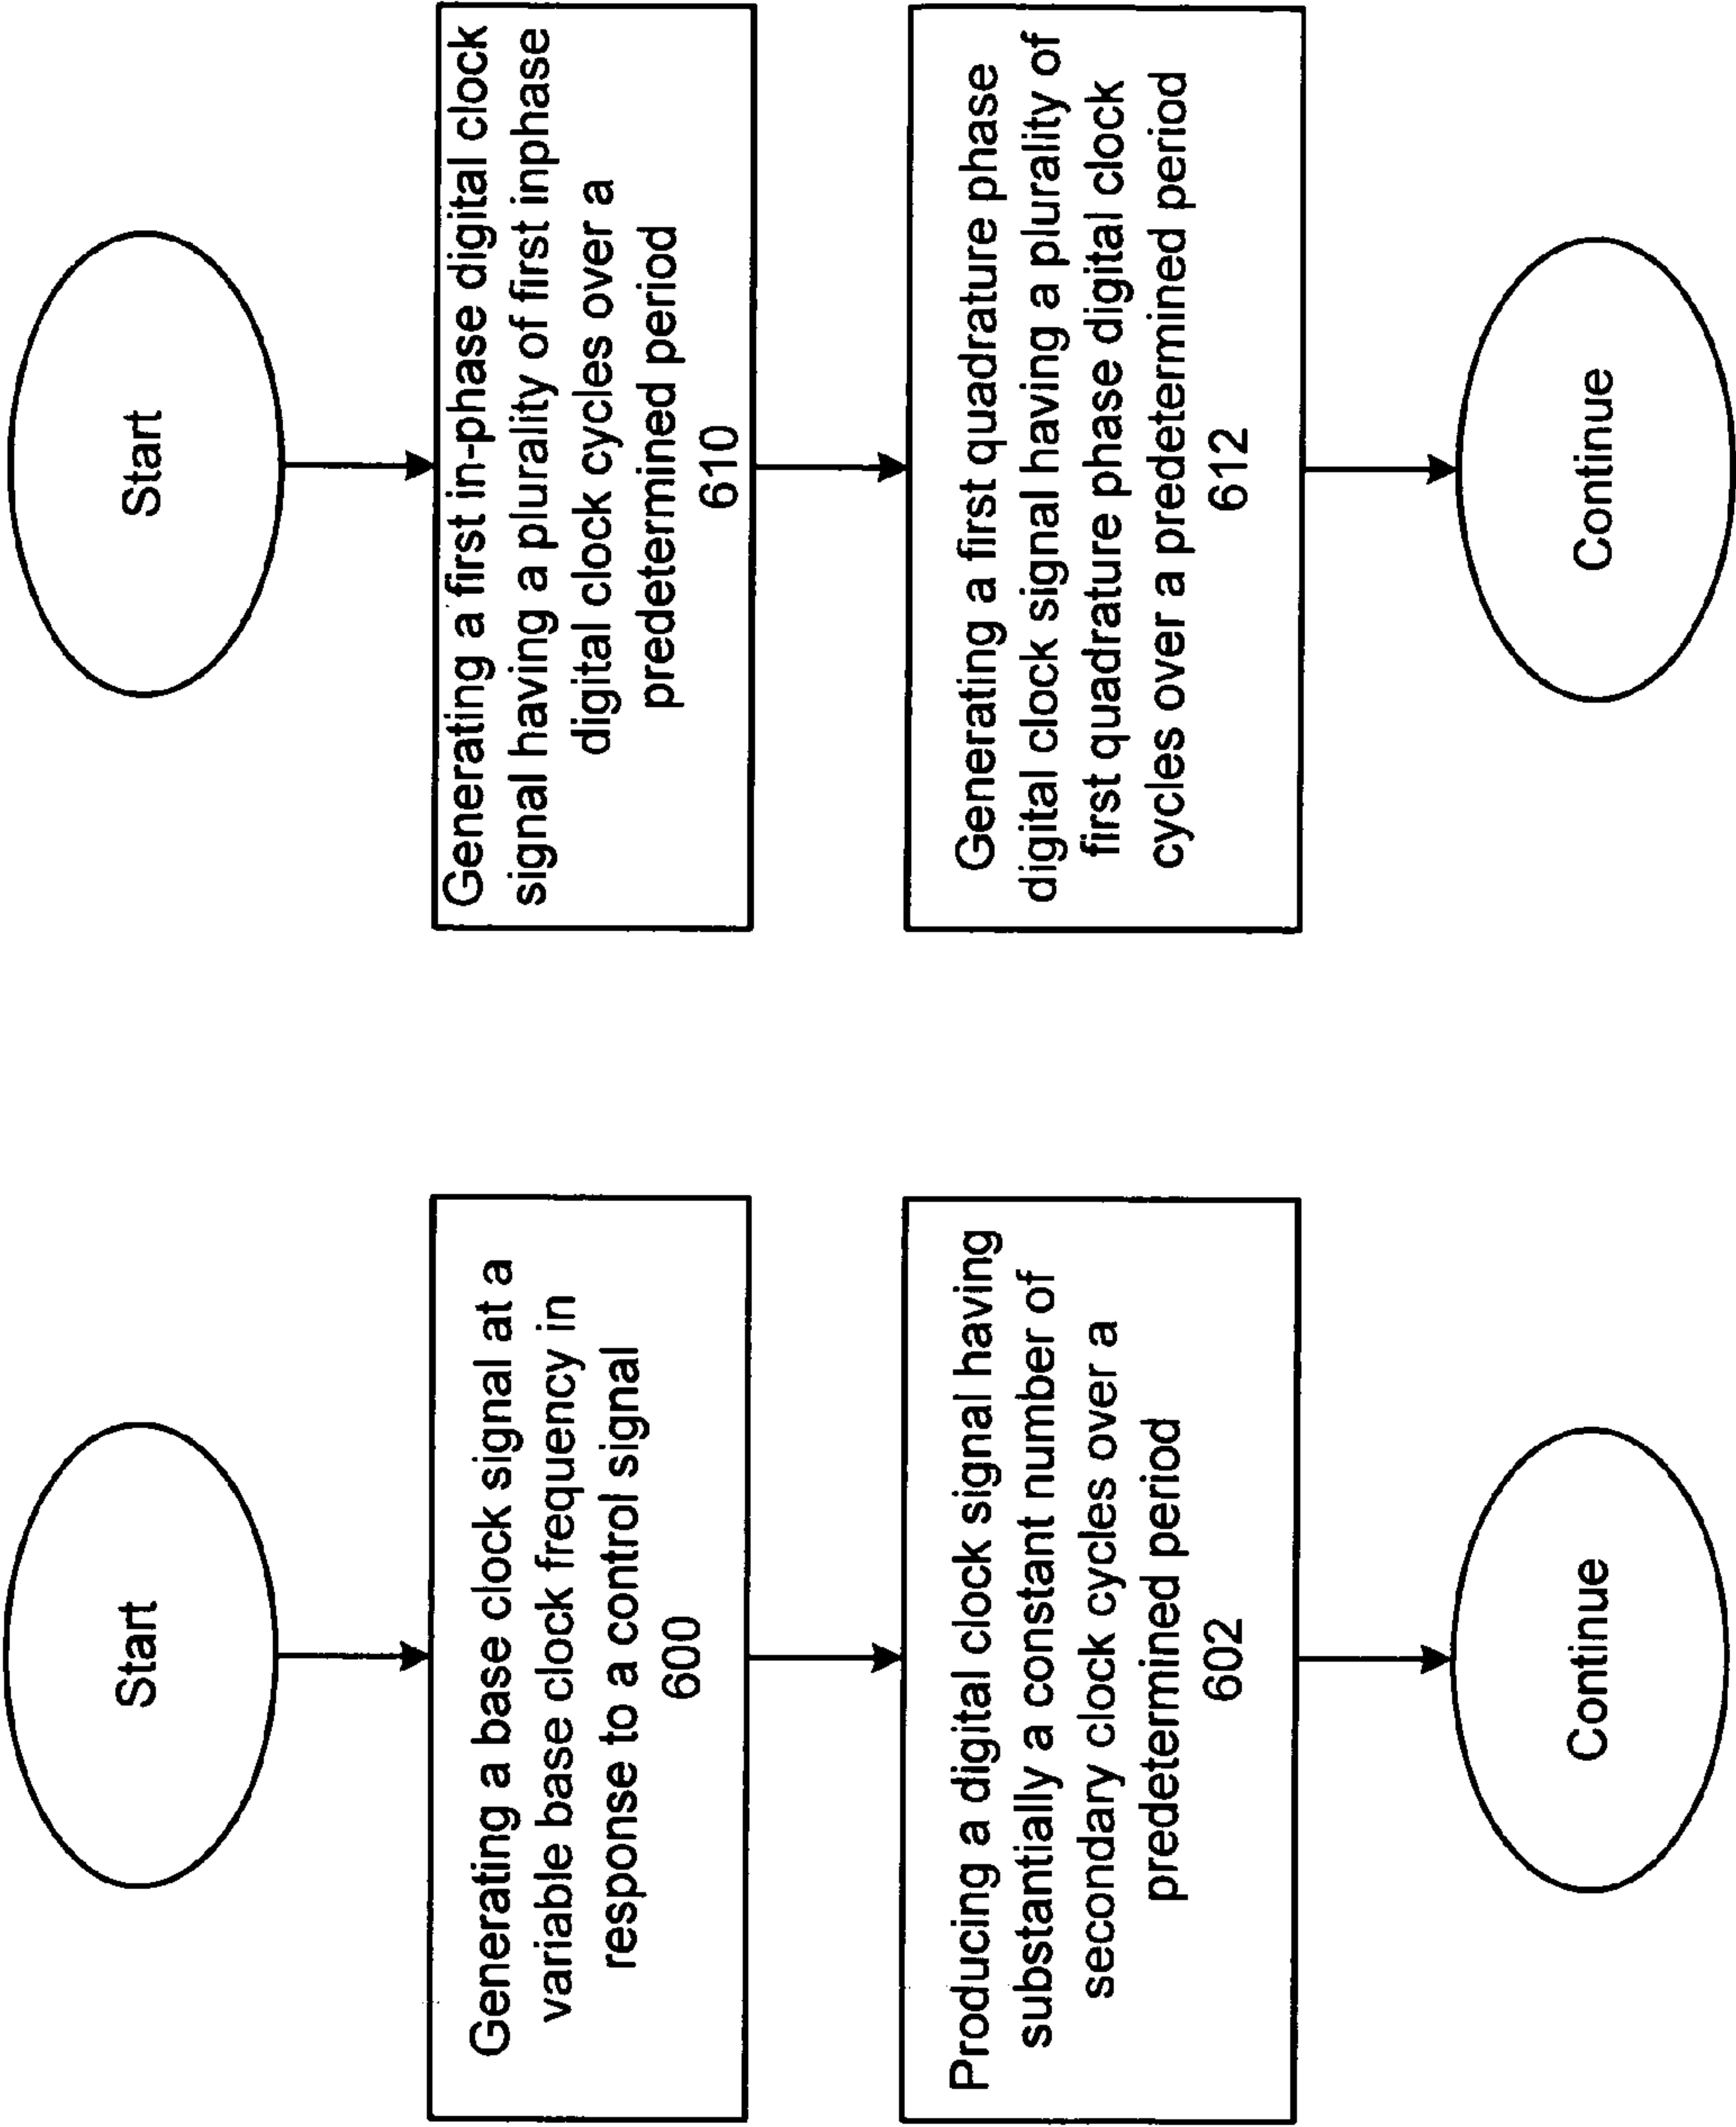 Start
Generating a base clock signal at a
variable base clock frequency in
response to a control signal
600
Producing a digital clock signal having
substantially a constant number of
secondary clock cycles over a
predetermined period
602
Continue
Start
Generating a first in-phase digital clock
signal having a plurality of first inphase
digital clock cycles over a
predetermined period
610
Generating a first quadrature phase
digital clock signal having a plurality of
first quadrature phase digital clock
cycles over a predetermined period
612
Continue